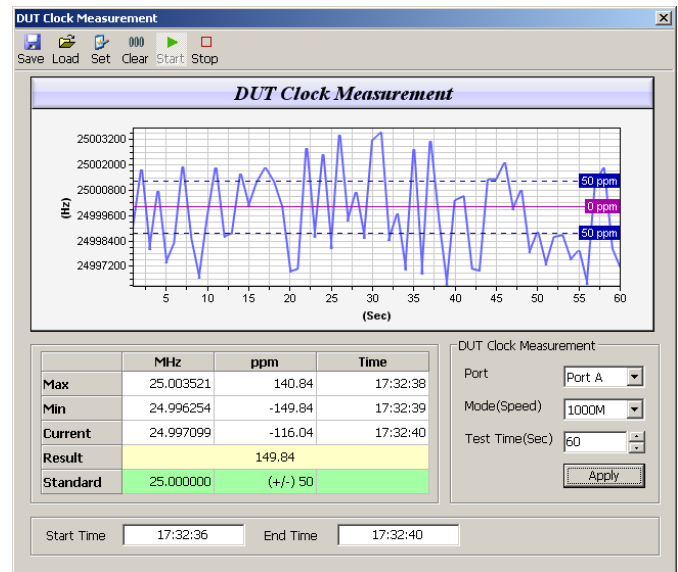 DUT Clock Measurement
Save Load Set Clear Start Stop
000
DUT Clock Measurement
25003200
25002000
25000800
24999600
24998400
24997200
(Hz)
50 ppm
0 ppm
50 ppm
5 10 15 20 25 30 35 40 45 50 55 60
(Sec)
MHz ppm Time
Max 25.003521 140.84 17:32:38
Min 24.996254 -149.84 17:32:39
Current 24.997099 -116.04 17:32:40
Result 149.84
Standard 25.000000 (+/-) 50
DUT Clock Measurement
Port Port A
Mode(Speed) 1000M
Test Time(Sec) 60
Apply
Start Time 17:32:36 End Time 17:32:40